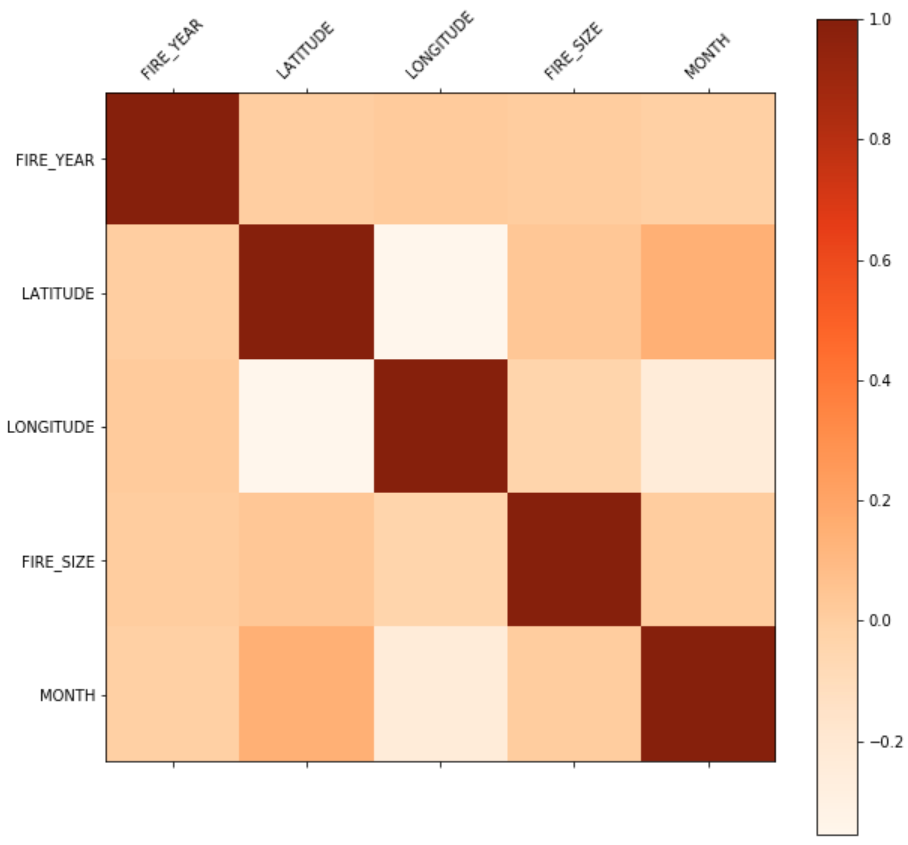 FIRE_YEAR
LATITUDE
LONGITUDE
FIRE_SIZE
MONTH
FIRE_YEAR
LATITUDE
LONGITUDE
FIRE_SIZE
MONTH
1.0
0.8
0.6
0.4
0.2
0.0
−0.2